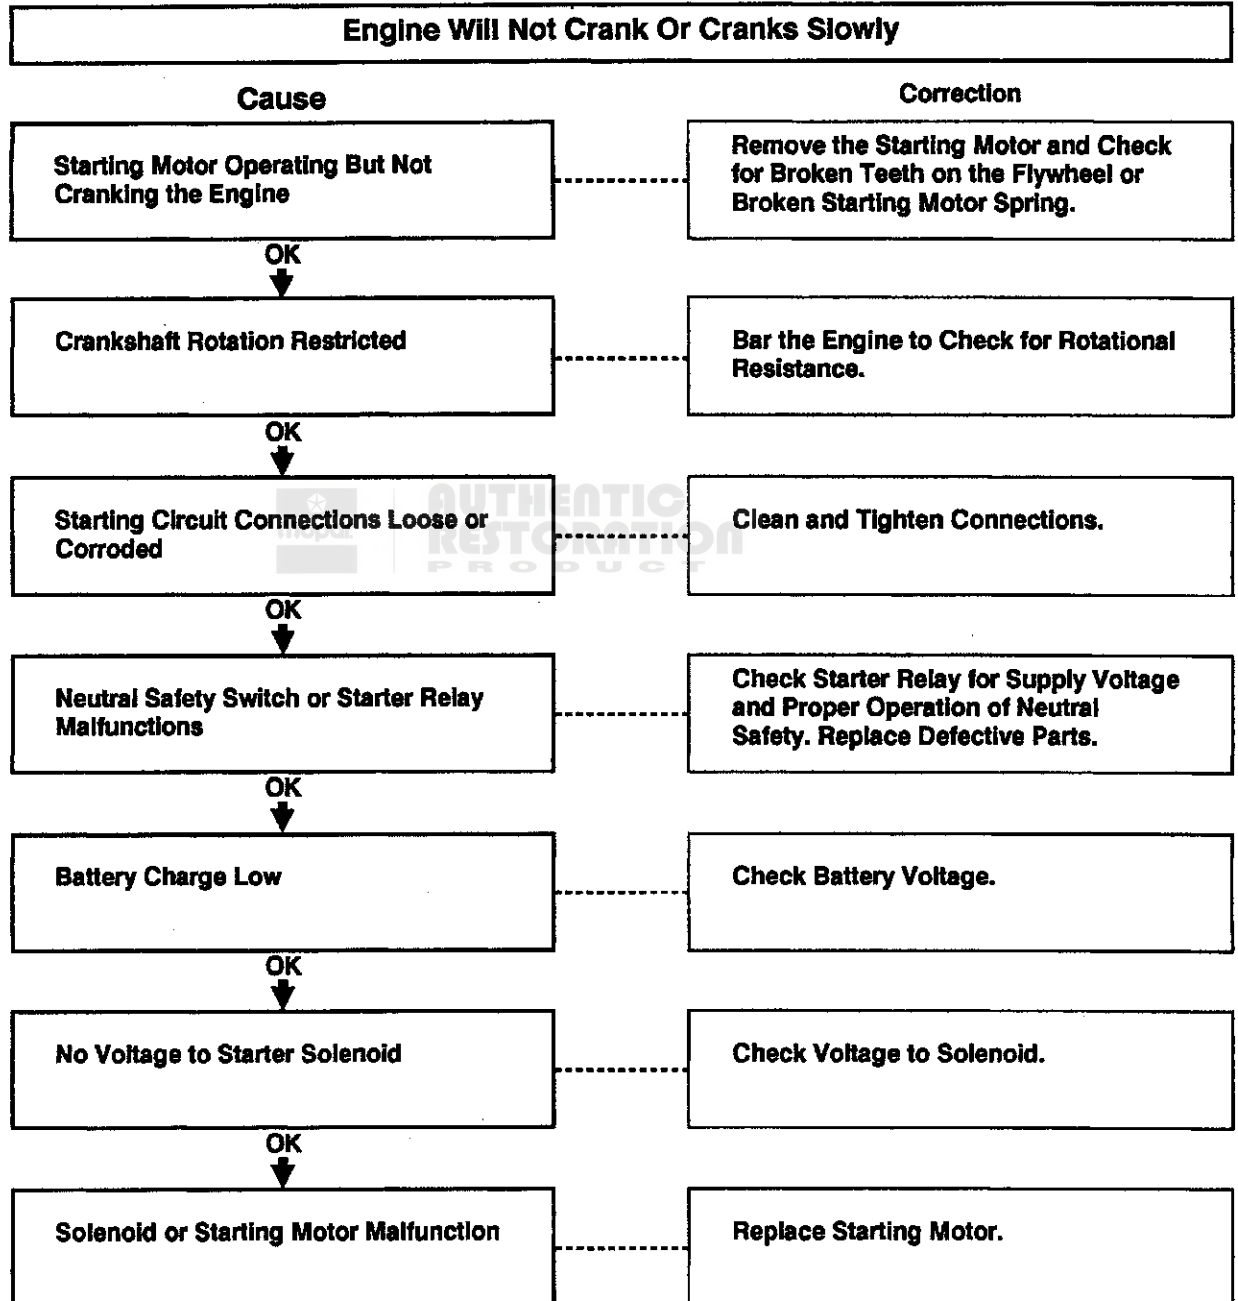 Engine Will Not Crank Or Cranks Slowly
Cause
Correction
Starting Motor Operating But Not
Cranking the Engine
Remove the Starting Motor and Check
for Broken Teeth on the Flywheel or
Broken Starting Motor Spring.
OK
Crankshaft Rotation Restricted
Bar the Engine to Check for Rotational
Resistance.
OK
Starting Circuit Connections Loose or
Corroded
Clean and Tighten Connections.
mopar
AUTHENTIC
RESTORATION
PRODUCT
OK
Neutral Safety Switch or Starter Relay
Malfunctions
Check Starter Relay for Supply Voltage
and Proper Operation of Neutral
Safety. Replace Defective Parts.
OK
Battery Charge Low
Check Battery Voltage.
OK
No Voltage to Starter Solenoid
Check Voltage to Solenoid.
OK
Solenoid or Starting Motor Malfunction
Replace Starting Motor.